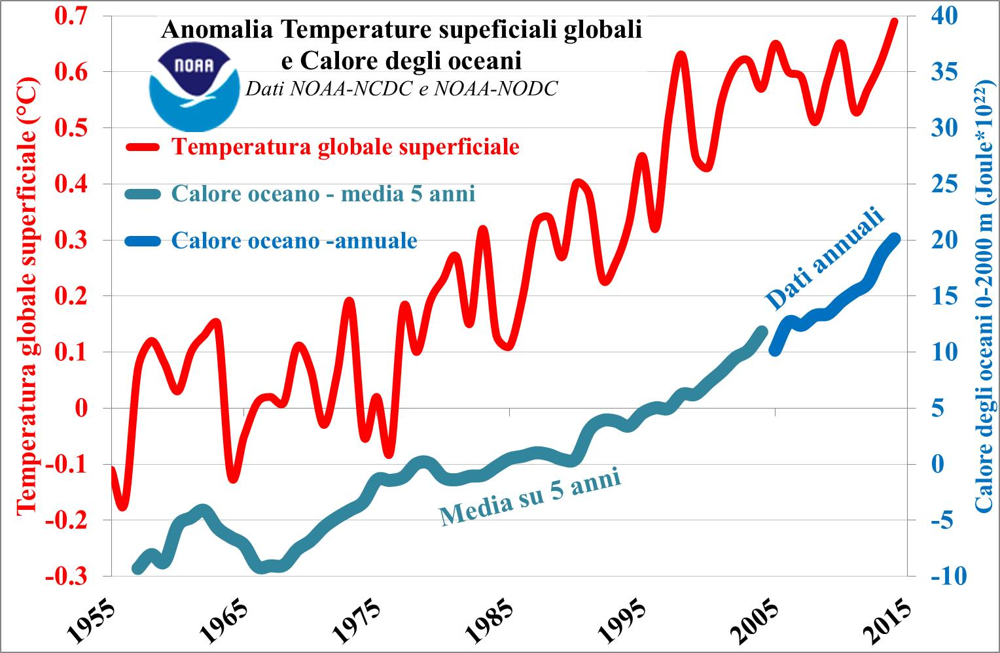 Anomalia Temperature supeficiali globali
e Calore degli oceani
Dati NOAA-NCDC e NOAA-NODC
NOAA
Temperatura globale superficiale
Calore oceano - media 5 anni
Calore oceano -annuale
Temperatura globale superficiale (°C)
0.7
0.6
0.5
0.4
0.3
0.2
0.1
0
-0.1
-0.2
-0.3
Dati annuali
Media su 5 anni
40
35
30
25
20
15
10
5
0
-5
-10
Calore degli oceani 0-2000 m (Joule*10²²)
1955
1965
1975
1985
1995
2005
2015